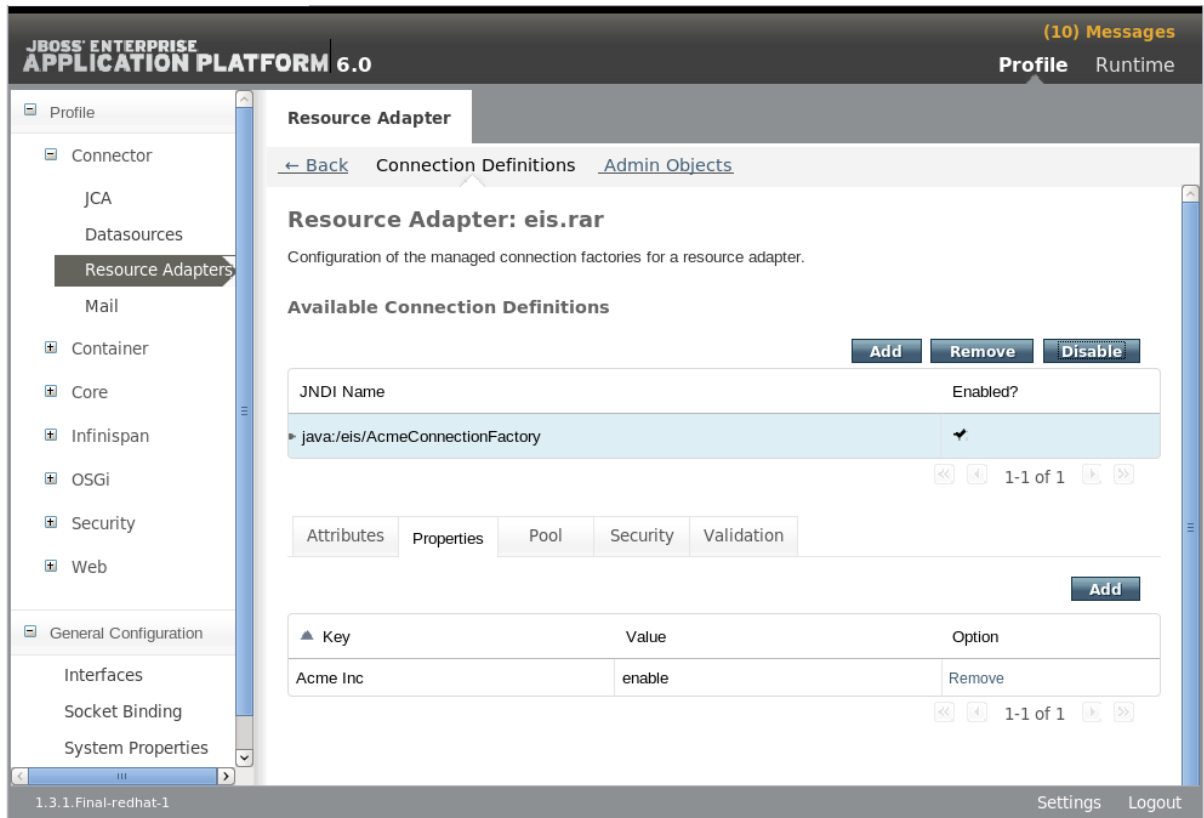 (10) Messages
JBOSS' ENTERPRISE
APPLICATION PLATFORM 6.0
Profile Runtime
Profile
Connector
JCA
Datasources
Resource Adapters
Mail
Container
Core
Infinispan
OSGi
Security
Web
General Configuration
Interfaces
Socket Binding
System Properties
Resource Adapter
← Back Connection Definitions Admin Objects
Resource Adapter: eis.rar
Configuration of the managed connection factories for a resource adapter.
Available Connection Definitions
Add Remove Disable
JNDI Name Enabled?
java:/eis/AcmeConnectionFactory
1-1 of 1
Attributes Properties Pool Security Validation
Add
Key Value Option
Acme Inc enable Remove
1-1 of 1
1.3.1.Final-redhat-1 Settings Logout